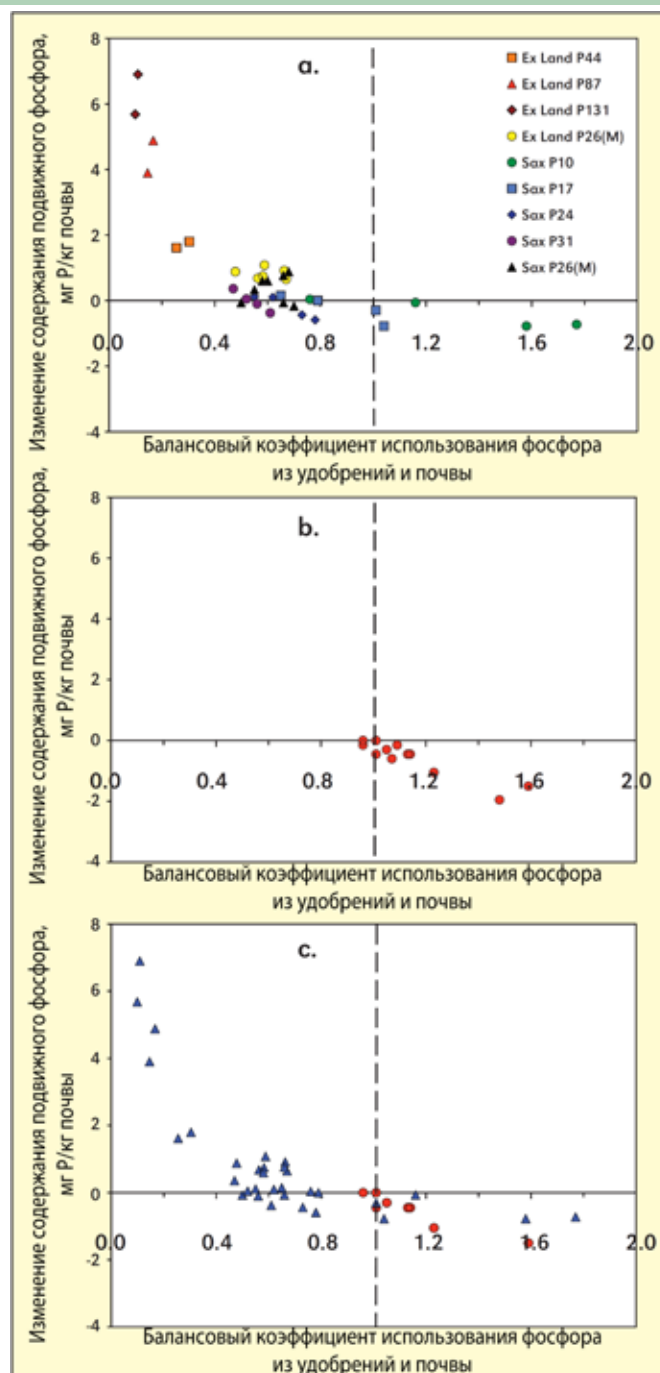 Изменение содержания подвижного фосфора,
мг P/кг почвы
8
6
4
2
0
-2
-4
a.
Ex Land P44
Ex Land P87
Ex Land P131
Ex Land P26(M)
Sax P10
Sax P17
Sax P24
Sax P31
Sax P26(M)
0.0 0.4 0.8 1.2 1.6 2.0
Балансовый коэффициент использования фосфора
из удобрений и почвы
Изменение содержания подвижного фосфора,
мг P/кг почвы
8
6
4
2
0
-2
-4
b.
0.0 0.4 0.8 1.2 1.6 2.0
Балансовый коэффициент использования фосфора
из удобрений и почвы
Изменение содержания подвижного фосфора,
мг P/кг почвы
8
6
4
2
0
-2
-4
c.
0.0 0.4 0.8 1.2 1.6 2.0
Балансовый коэффициент использования фосфора
из удобрений и почвы